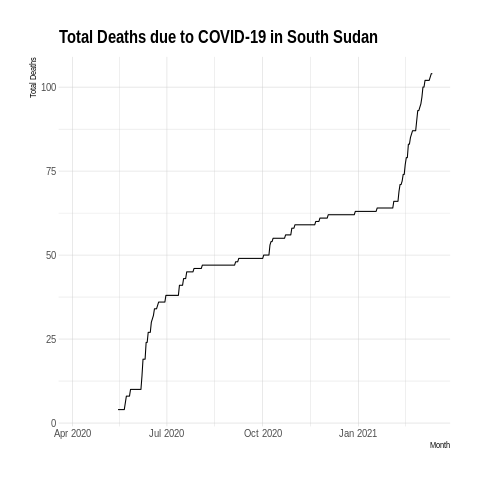 Total Deaths due to COVID-19 in South Sudan
Total Deaths
100
75
50
25
0
Apr 2020 Jul 2020 Oct 2020 Jan 2021
Month